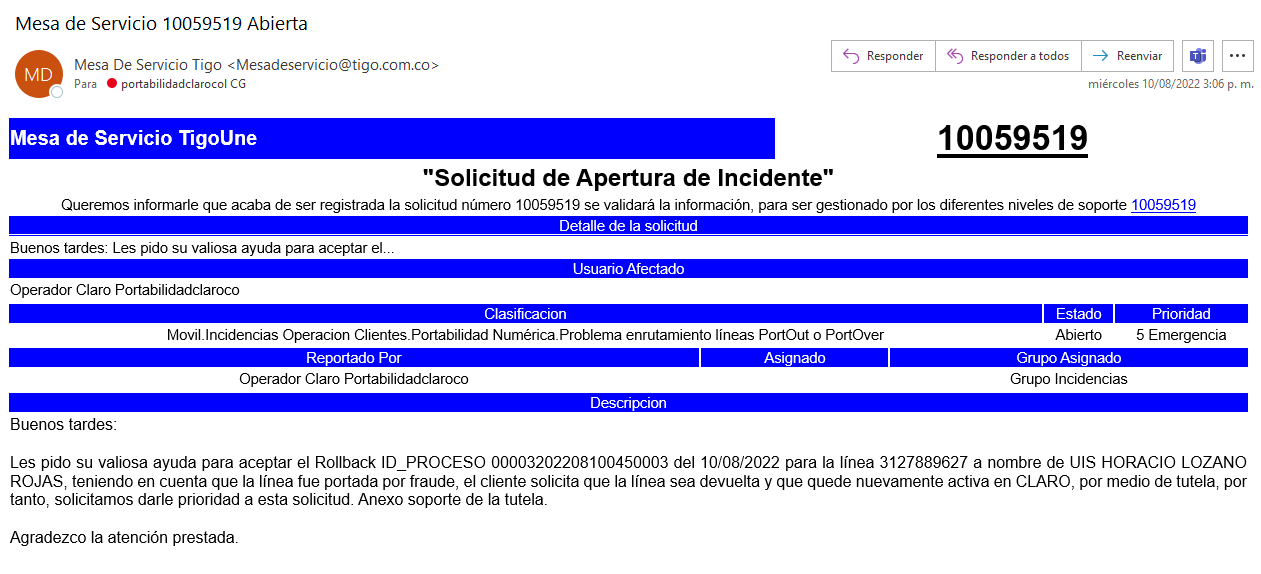 Mesa de Servicio 10059519 Abierta
MD
Mesa De Servicio Tigo <Mesadeservicio@tigo.com.co>
Para portabilidadclarocol CG
Responder
Responder a todos
Reenviar
miércoles 10/08/2022 3:06 p. m.
Mesa de Servicio TigoUne
10059519
"Solicitud de Apertura de Incidente"
Queremos informarle que acaba de ser registrada la solicitud número 10059519 se validará la información, para ser gestionado por los diferentes niveles de soporte 10059519
Detalle de la solicitud
Buenos tardes: Les pido su valiosa ayuda para aceptar el...
Usuario Afectado
Operador Claro Portabilidadclaroco
Clasificacion Estado Prioridad
Movil.Incidencias Operacion Clientes.Portabilidad Numérica.Problema enrutamiento líneas PortOut o PortOver Abierto 5 Emergencia
Reportado Por Asignado Grupo Asignado
Operador Claro Portabilidadclaroco Grupo Incidencias
Descripcion
Buenos tardes:
Les pido su valiosa ayuda para aceptar el Rollback ID_PROCESO 00003202208100450003 del 10/08/2022 para la línea 3127889627 a nombre de UIS HORACIO LOZANO
ROJAS, teniendo en cuenta que la línea fue portada por fraude, el cliente solicita que la línea sea devuelta y que quede nuevamente activa en CLARO, por medio de tutela, por
tanto, solicitamos darle prioridad a esta solicitud. Anexo soporte de la tutela.
Agradezco la atención prestada.